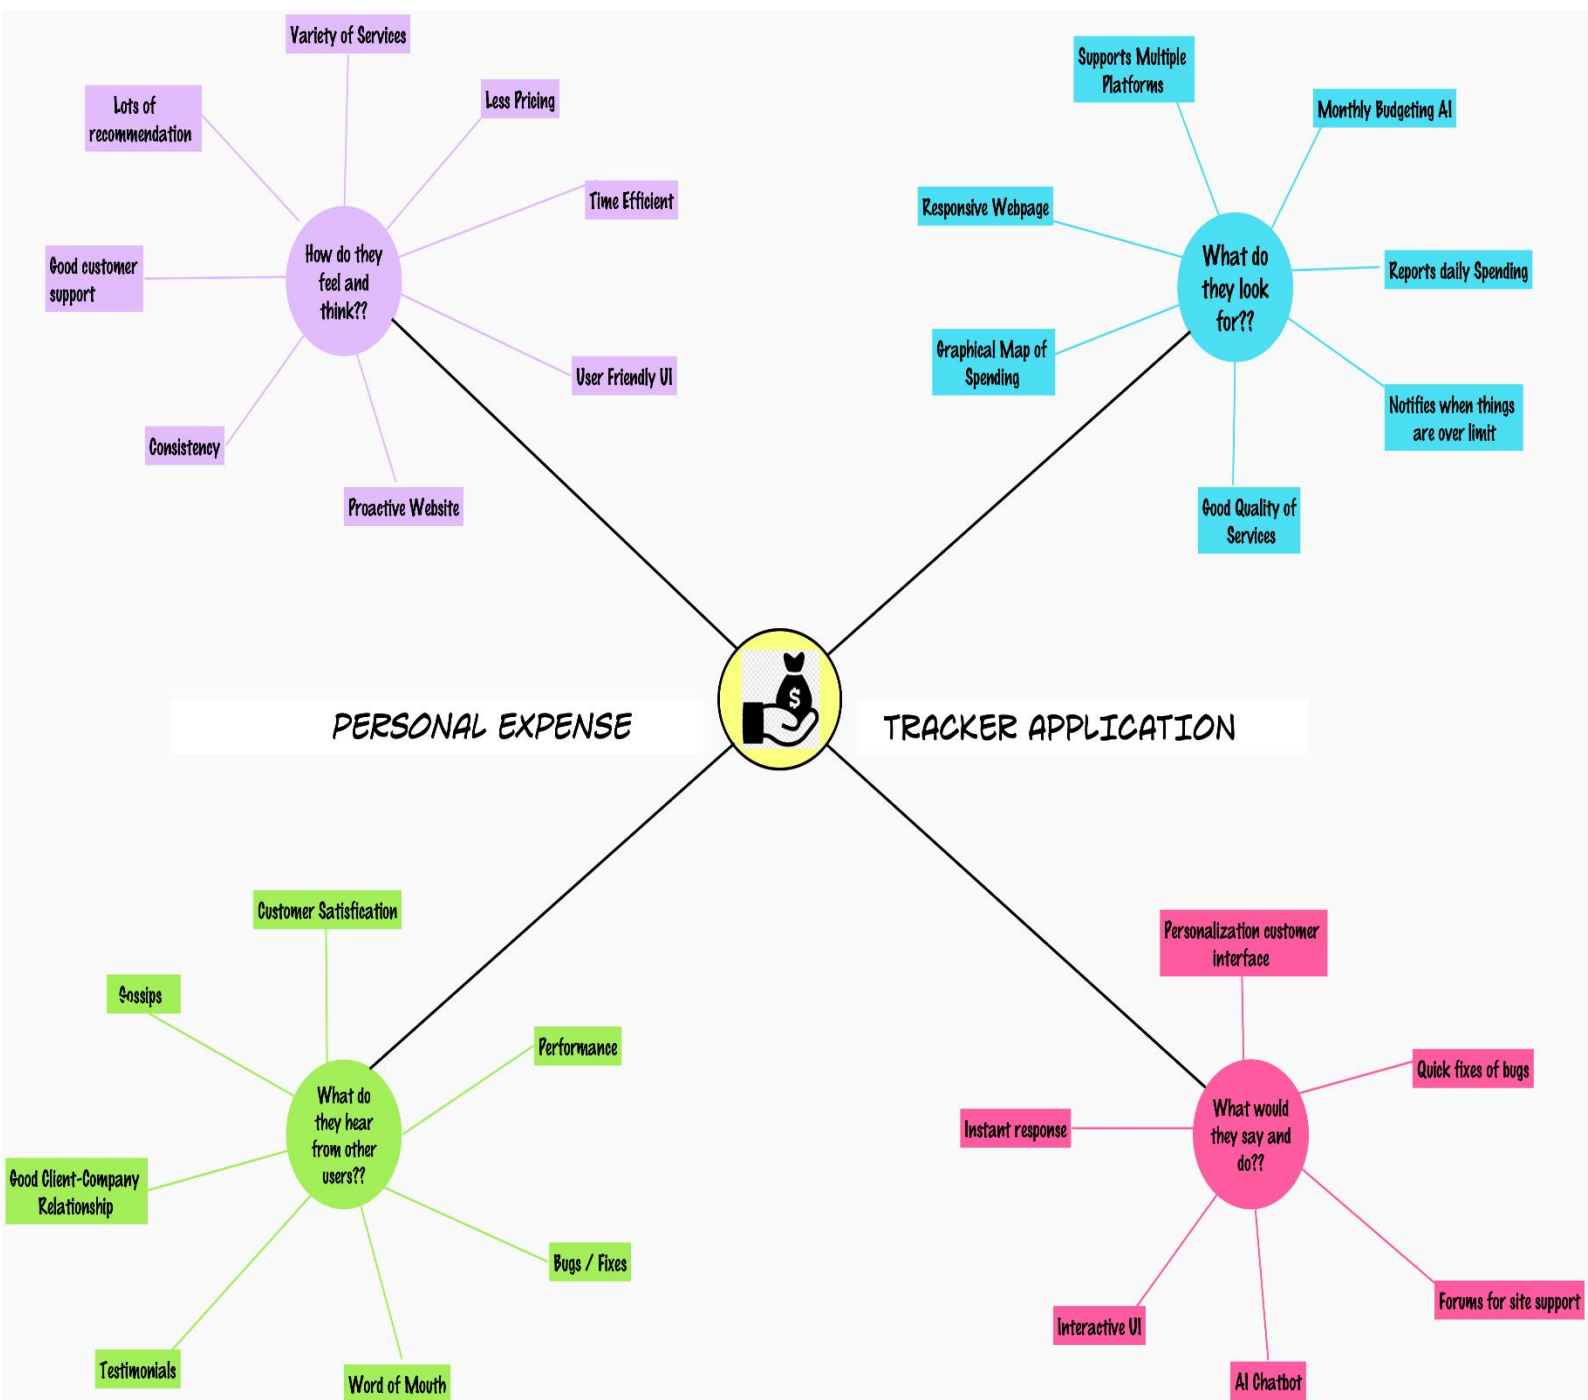 Variety of Services
Less Pricing
Lots of
recommendation
Time Efficient
How do they
feel and
think??
Good customer
support
User Friendly UI
Consistency
Proactive Website
Supports Multiple
Platforms
Monthly Budgeting AI
Responsive Webpage
What do
they look
for??
Reports daily Spending
Graphical Map of
Spending
Notifies when things
are over limit
Good Quality of
Services
$
PERSONAL EXPENSE
TRACKER APPLICATION
Customer Satisfication
Gossips
Performance
What do
they hear
from other
users??
Good Client-Company
Relationship
Bugs / Fixes
Testimonials
Word of Mouth
Personalization customer
interface
Quick fixes of bugs
Instant response
What would
they say and
do??
Forums for site support
Interactive UI
AI Chatbot